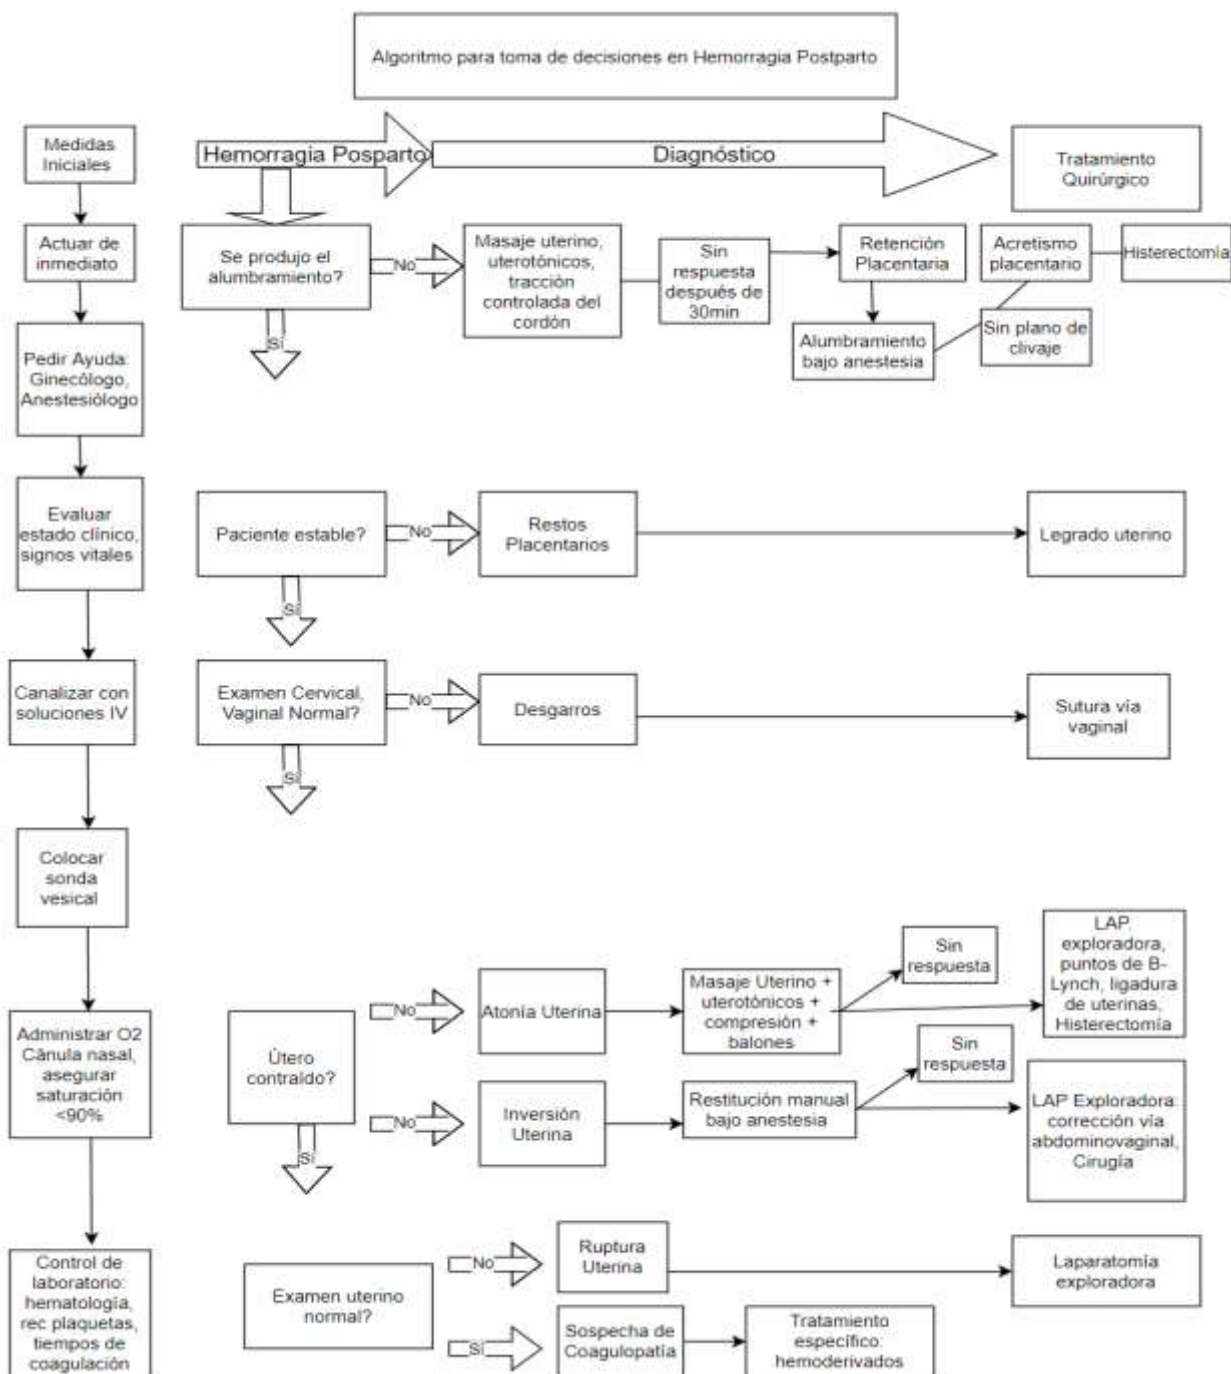 Algoritmo para toma de decisiones en Hemorragia Postparto
Medidas
Iniciales
Actuar de
inmediato
Pedir Ayuda:
Ginecólogo,
Anestesiólogo
Evaluar
estado clínico,
signos vitales
Canalizar con
soluciones IV
Colocar
sonda
vesical
Administrar O2
Cánula nasal,
asegurar
saturación
<90%
Control de
laboratorio:
hematología,
rec plaquetas,
tiempos de
coagulación
Hemorragia Posparto
Diagnóstico
Tratamiento
Quirúrgico
Se produjo el
alumbramiento?
No
Masaje uterino,
uterotónicos,
tracción
controlada del
cordón
Sin
respuesta
después de
30min
Retención
Placentaria
Alumbramiento
bajo anestesia
Acretismo
placentario
Sin plano de
clivaje
Histerectomía
Sí
Paciente estable?
No
Restos
Placentarios
Legrado uterino
Sí
Examen Cervical,
Vaginal Normal?
No
Desgarros
Sutura vía
vaginal
Sí
Útero
contraído?
No
Atonía Uterina
Masaje Uterino +
uterotónicos +
compresión +
balones
Sin
respuesta
LAP
exploradora,
puntos de B-
Lynch, ligadura
de uterinas,
Histerectomía
No
Inversión
Uterina
Restitución manual
bajo anestesia
Sin
respuesta
LAP Exploradora:
corrección vía
abdominovaginal,
Cirugía
Sí
Examen uterino
normal?
No
Ruptura
Uterina
Laparatomía
exploradora
Sí
Sospecha de
Coagulopatía
Tratamiento
específico:
hemoderivados